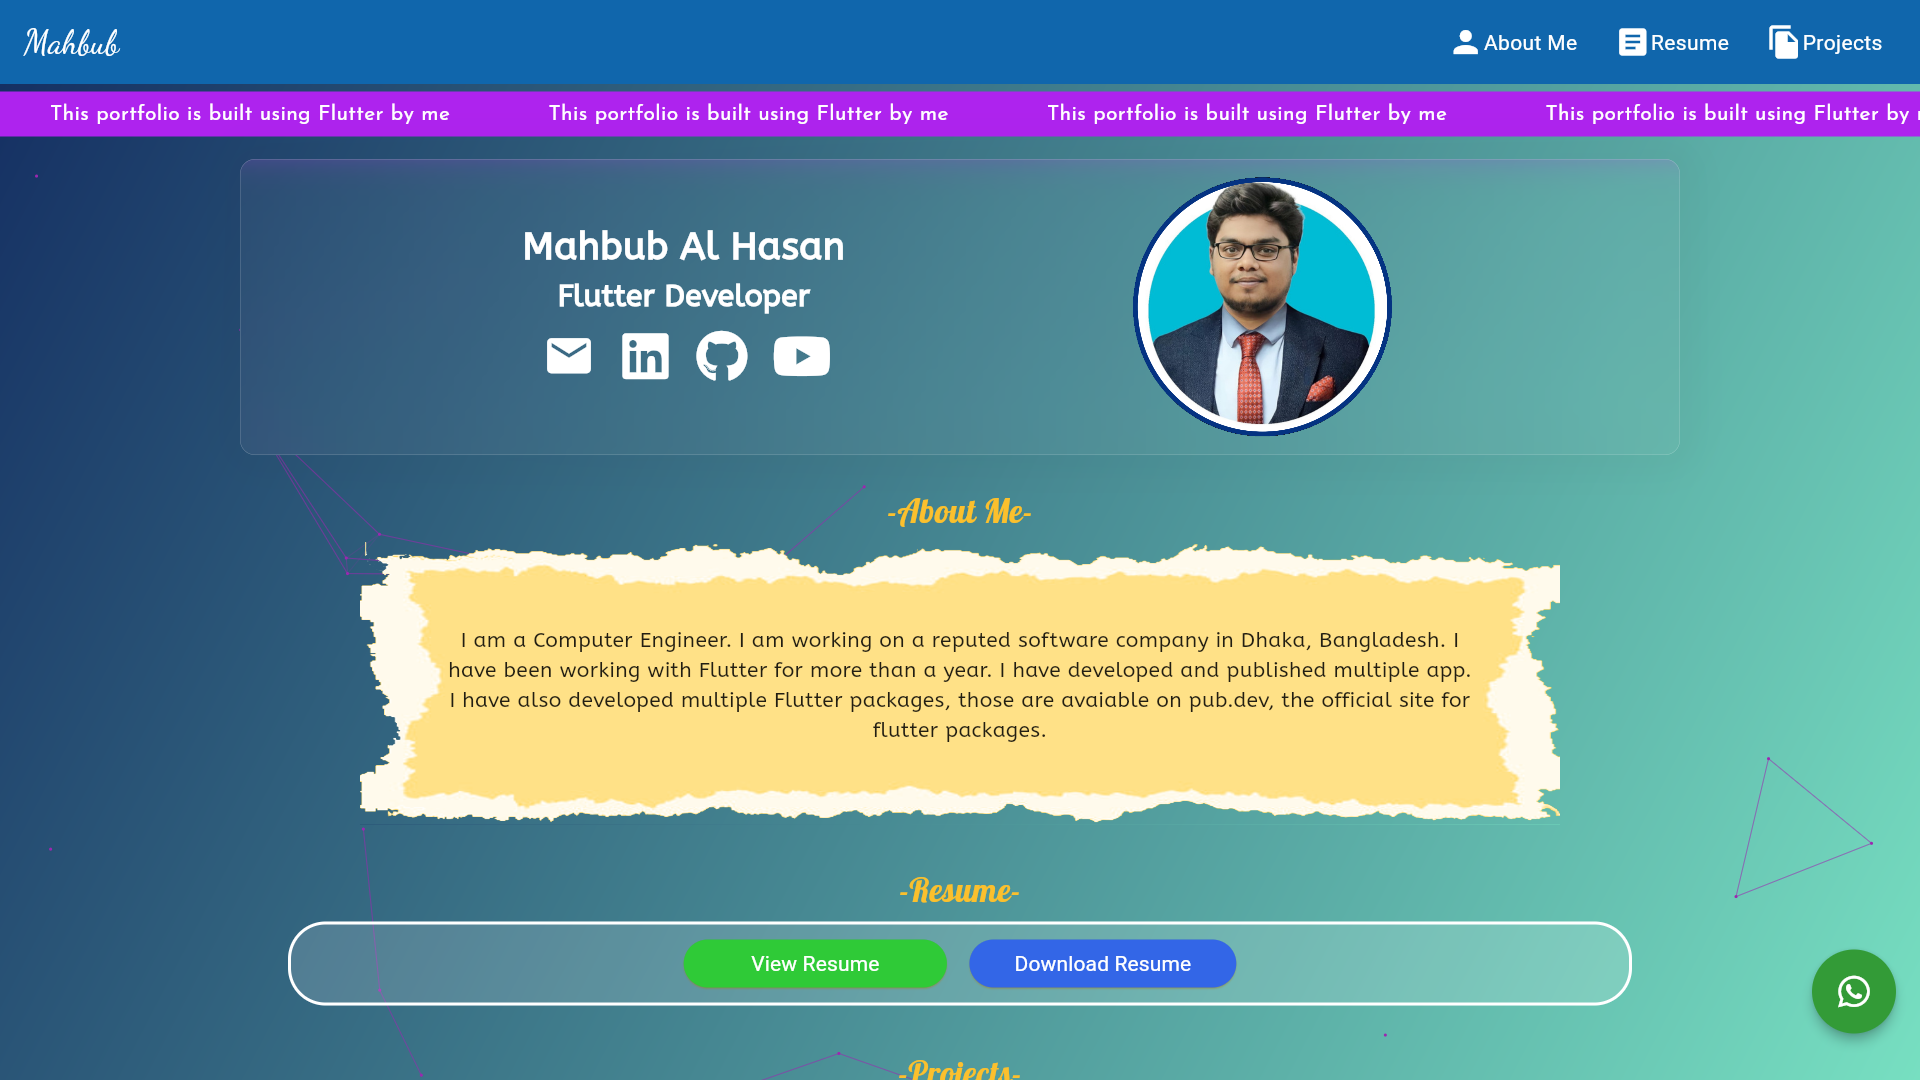 Mahbub
About Me
Resume
Projects
This portfolio is built using Flutter by me This portfolio is built using Flutter by me This portfolio is built using Flutter by me This portfolio is built using Flutter by
Mahbub Al Hasan
Flutter Developer
in
-About Me-
I am a Computer Engineer. I am working on a reputed software company in Dhaka, Bangladesh. I
have been working with Flutter for more than a year. I have developed and published multiple app.
I have also developed multiple Flutter packages, those are avaiable on pub.dev, the official site for
flutter packages.
-Resume-
View Resume
Download Resume
-Projects-